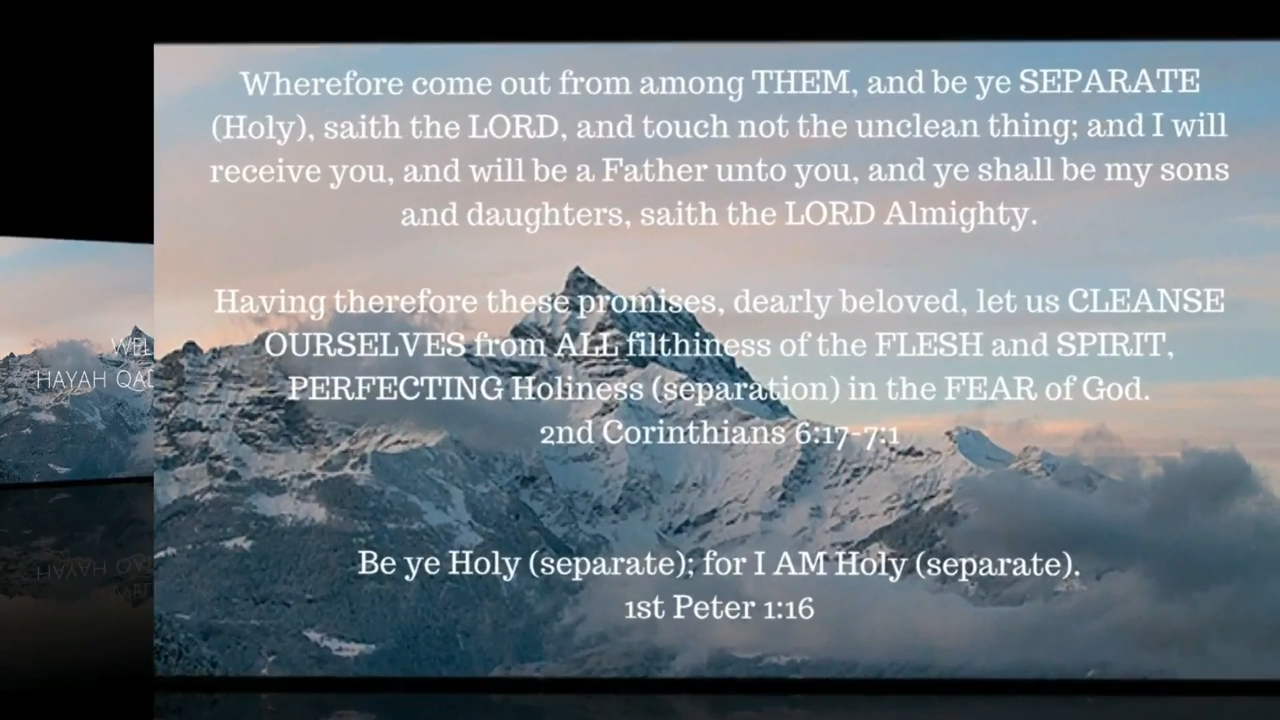 Wherefore come out from among THEM, and be ye SEPARATE
(Holy), saith the LORD, and touch not the unclean thing; and I will
receive you, and will be a Father unto you, and ye shall be my sons
and daughters, saith the LORD Almighty.
Having therefore these promises, dearly beloved, let us CLEANSE
OURSELVES from ALL filthiness of the FLESH and SPIRIT,
PERFECTING Holiness (separation) in the FEAR of God.
2nd Corinthians 6:17-7:1
Be ye Holy (separate); for I AM Holy (separate).
1st Peter 1:16
HAYAH